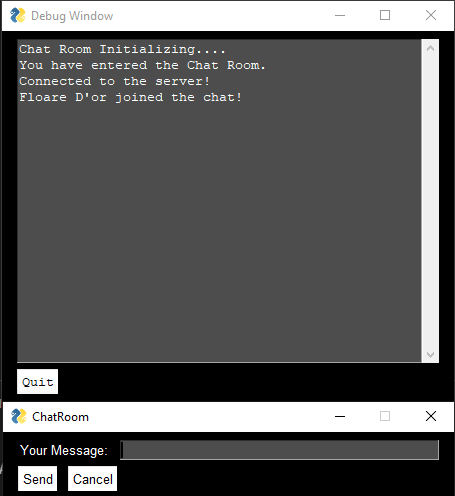 Debug Window
Chat Room Initializing....
You have entered the Chat Room.
Connected to the server!
Floare D'or joined the chat!
Quit
ChatRoom
Your Message:
Send Cancel